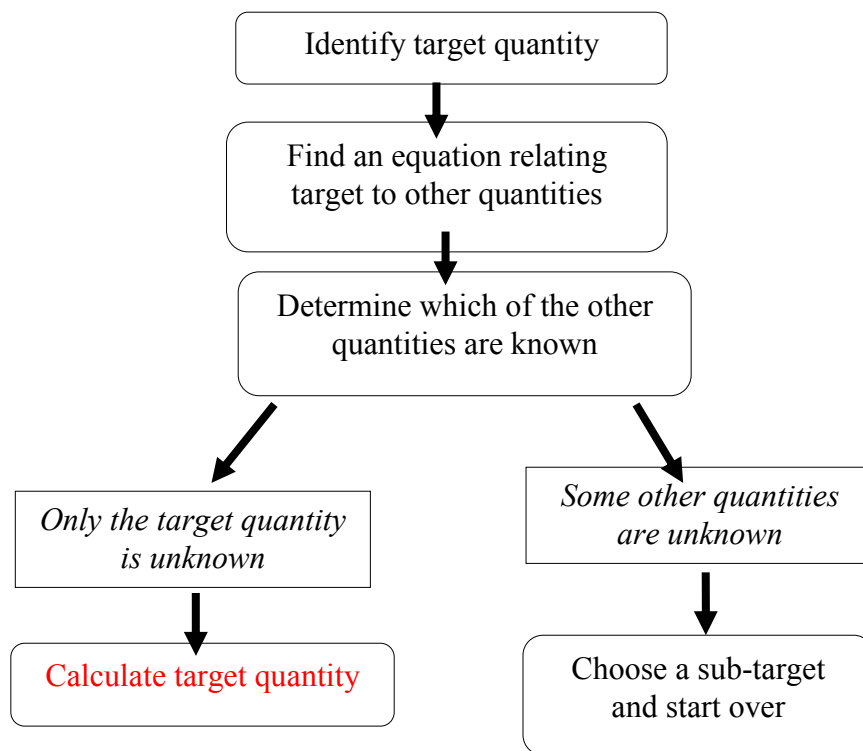 Identify target quantity
Find an equation relating
target to other quantities
Determine which of the other
quantities are known
Only the target quantity
is unknown
Some other quantities
are unknown
Calculate target quantity
Choose a sub-target
and start over